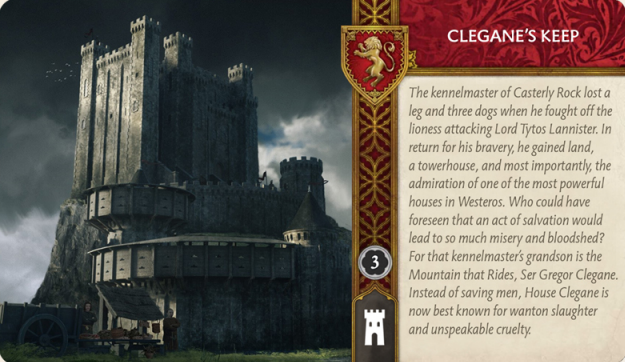 CLEGANE'S KEEP
The kennelmaster of Casterly Rock lost a
leg and three dogs when he fought off the
lioness attacking Lord Tytos Lannister. In
return for his bravery, he gained land,
a towerhouse, and most importantly, the
admiration of one of the most powerful
houses in Westeros. Who could have
foreseen that an act of salvation would
lead to so much misery and bloodshed?
For that kennelmaster's grandson is the
Mountain that Rides, Ser Gregor Clegane.
Instead of saving men, House Clegane is
now best known for wanton slaughter
and unspeakable cruelty.
3